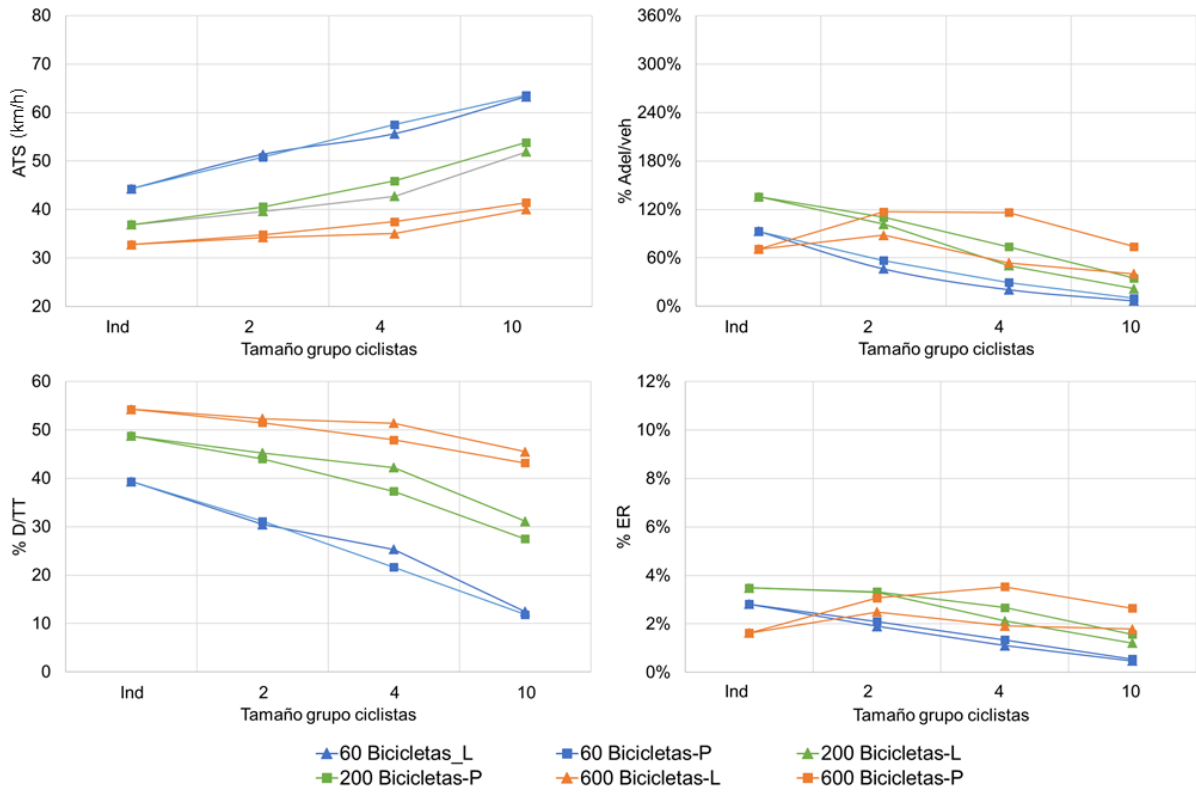 80
70
60
50
40
30
20
ATS (km/h)
Ind 2 4 10
Tamaño grupo ciclistas
360%
300%
240%
180%
120%
60%
0%
% Adel/veh
Ind 2 4 10
Tamaño grupo ciclistas
60
50
40
30
20
10
0
% D/TT
Ind 2 4 10
Tamaño grupo ciclistas
12%
10%
8%
6%
4%
2%
0%
% ER
Ind 2 4 10
Tamaño grupo ciclistas
60 Bicicletas_L 60 Bicicletas-P 200 Bicicletas-L
200 Bicicletas-P 600 Bicicletas-L 600 Bicicletas-P